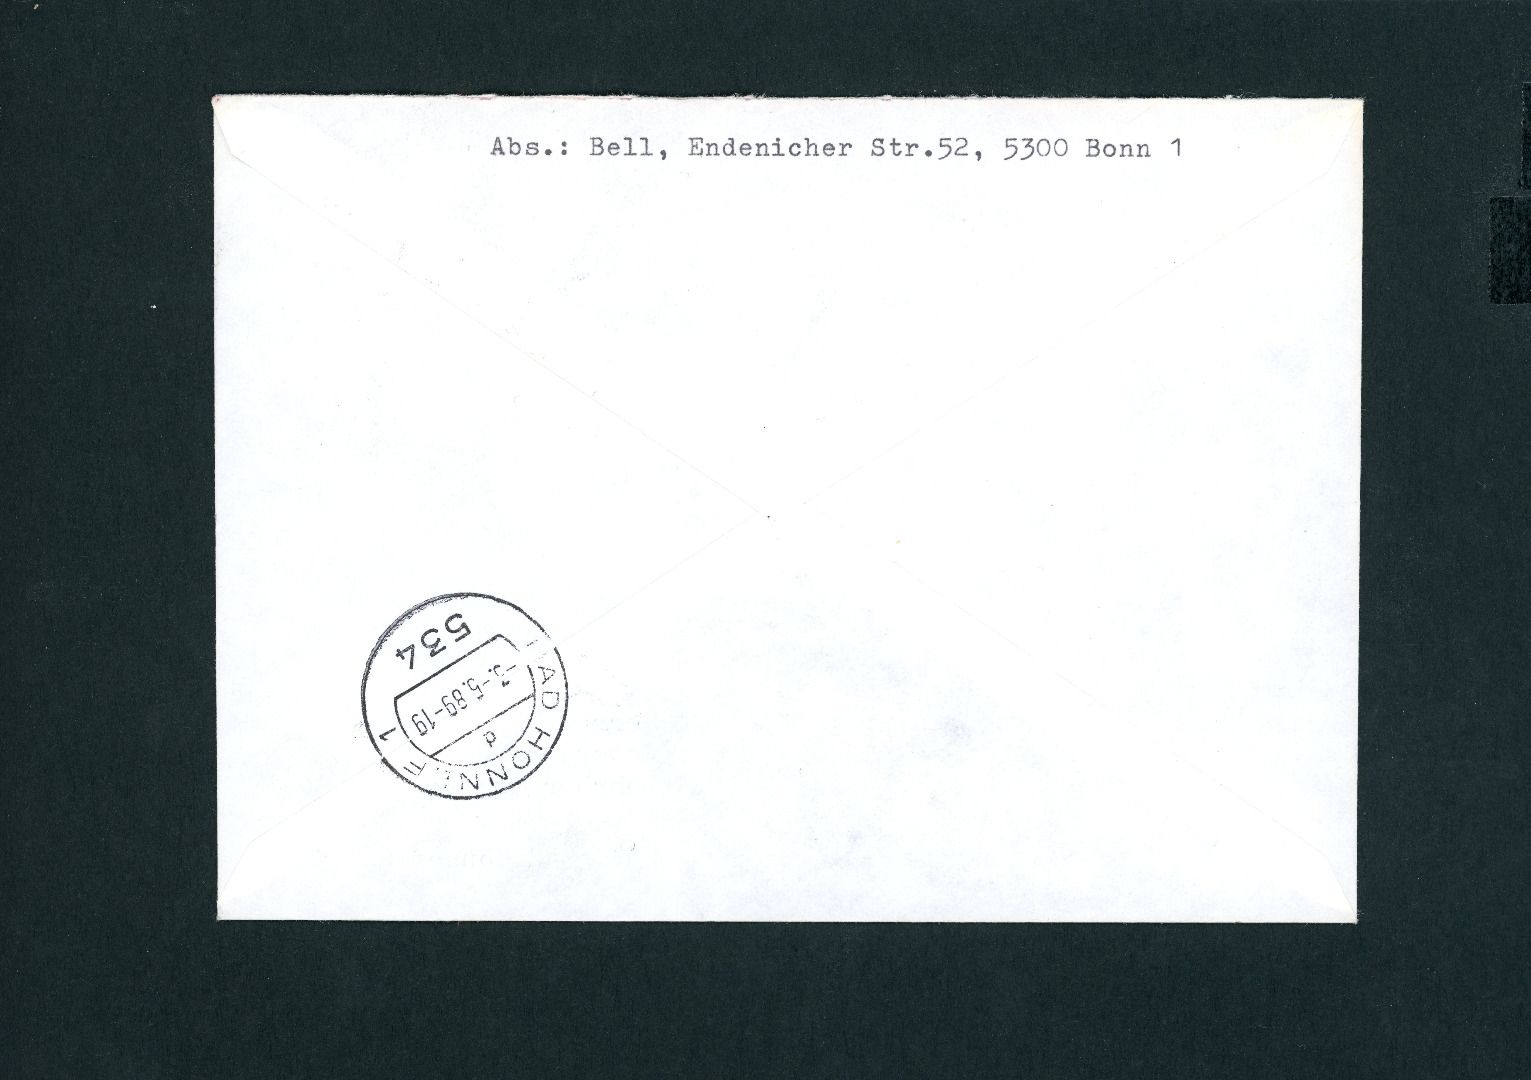 Abs.: Bell, Endenicher Str.52, 5300 Bonn 1
534
-3.-5.89-19
d
BAD HONNEF 1